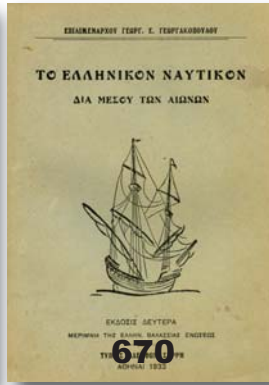 ΕΠΙΛΙΜΕΝΑΡΧΟΥ ΓΕΩΡΓ. Σ. ΓΕΩΡΓΑΚΟΠΟΥΛΟΥ
ΤΟ ΕΛΛΗΝΙΚΟΝ ΝΑΥΤΙΚΟΝ
ΔΙΑ ΜΕΣΟΥ ΤΩΝ ΑΙΩΝΩΝ
ΕΚΔΟΣΙΣ ΔΕΥΤΕΡΑ
ΜΕΡΙΜΝΗ ΤΗΣ ΕΛΛΗΝ. ΘΑΛΑΣΣΙΑΣ ΕΝΩΣΕΩΣ
670
ΑΘΗΝΑΙ 1933